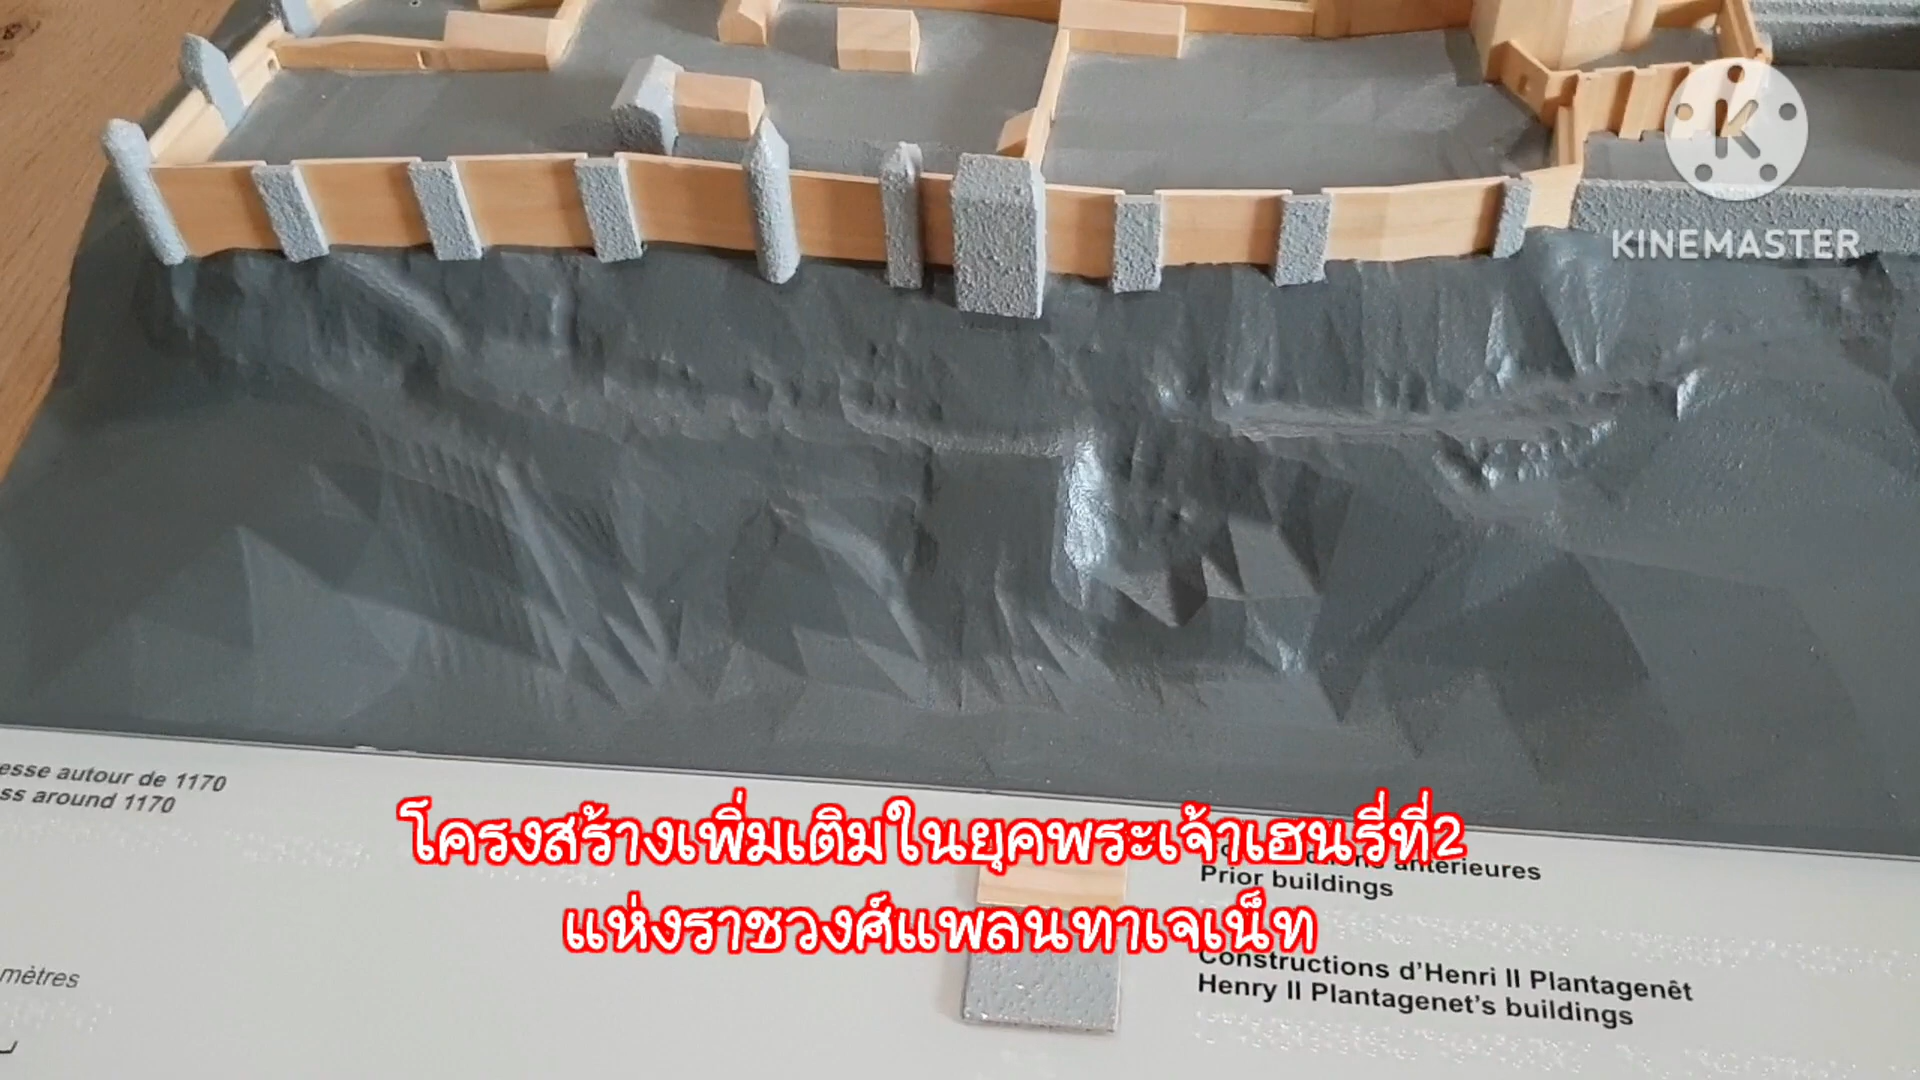 K
KINEMASTER
esse autour de 1170
ss around 1170
โครงสร้างเพิ่มเติมในยุคพระเจ้าเฮนรี่ที่2
แห่งราชวงศ์แพลนทาเจเน็ท
antérieures
Prior buildings
Constructions d'Henri II Plantagenêt
Henry II Plantagenet's buildings
mètres